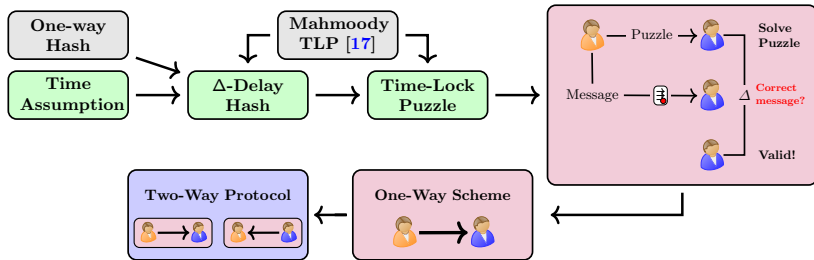 One-way
Hash
Time
Assumption
Δ-Delay
Hash
Mahmoody
TLP [17]
Time-Lock
Puzzle
Puzzle
Message
Solve
Puzzle
Δ
Correct
message?
Valid!
Two-Way Protocol
One-Way Scheme